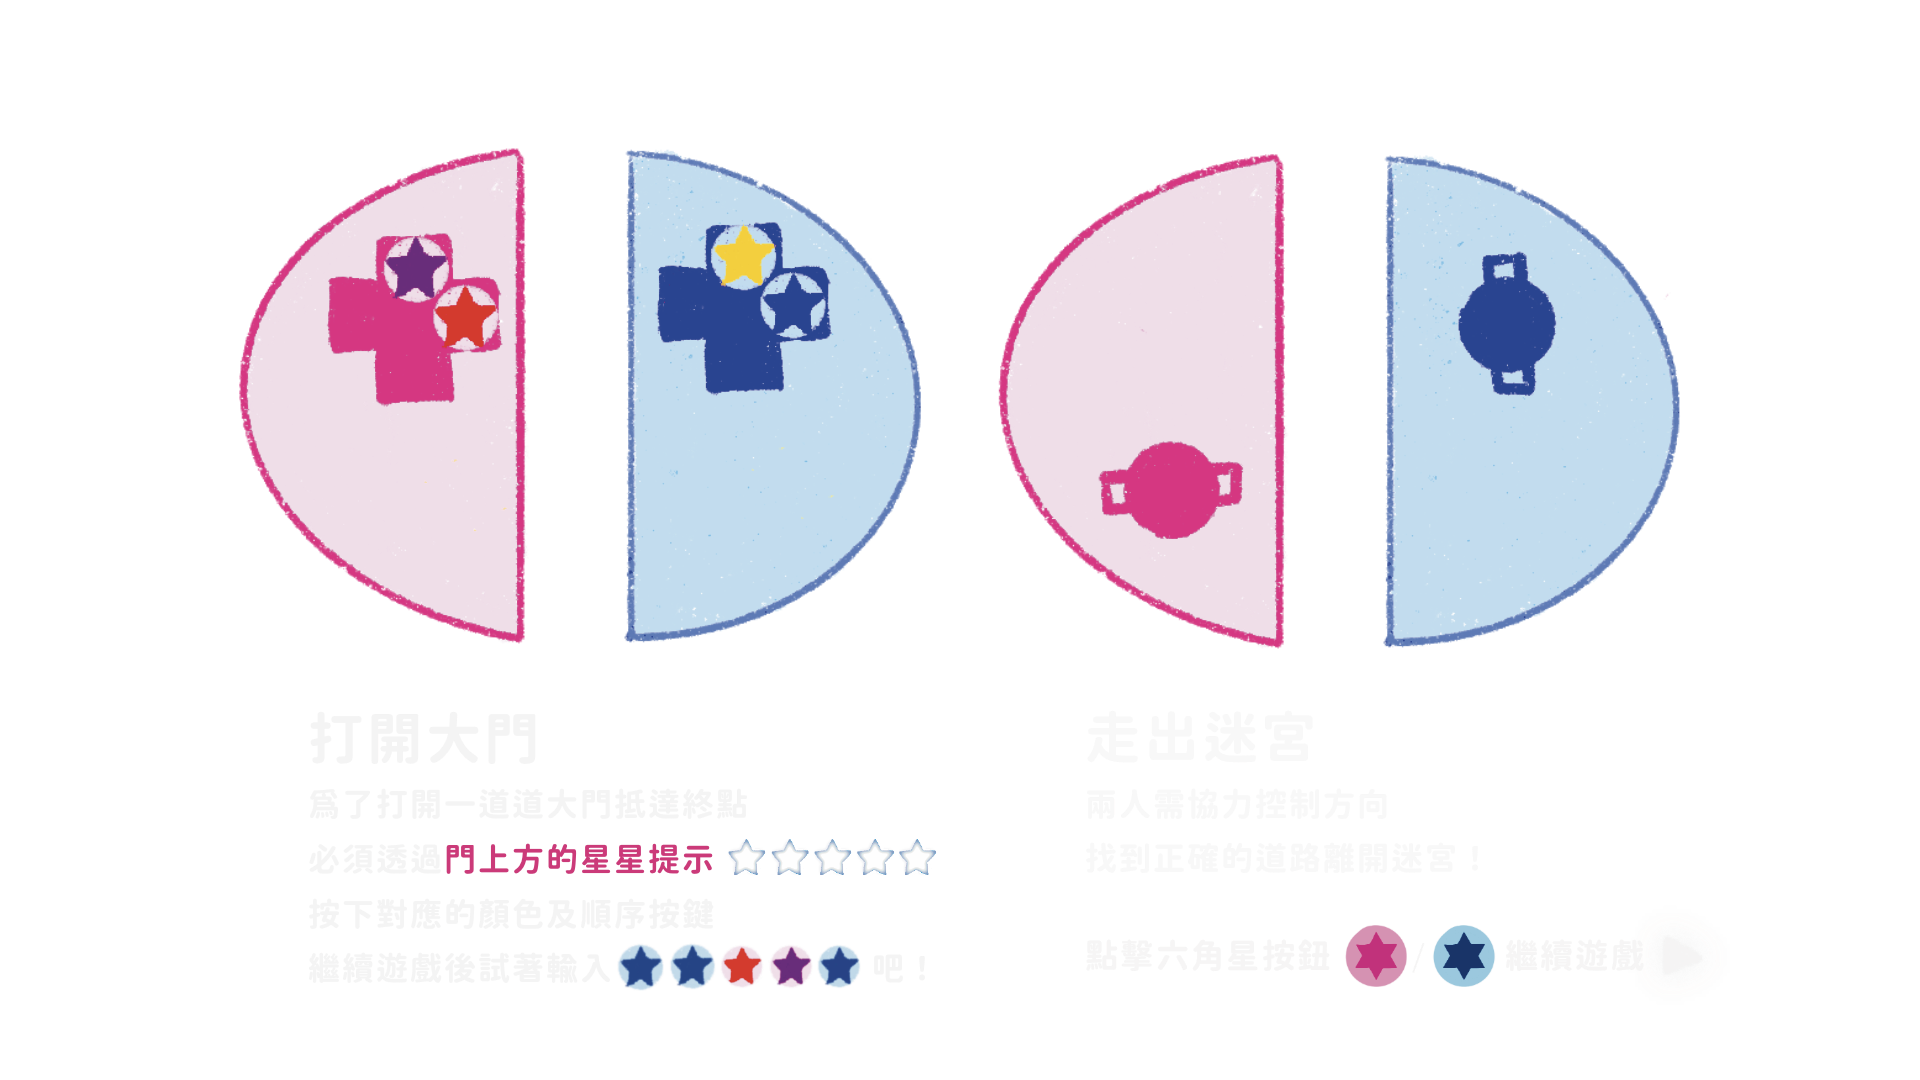 打開大門
為了打開一道道大門抵達終點
必須透過門上方的星星提示
按下對應的顏色及順序按鍵
繼續遊戲後試著輸入 吧！
走出迷宮
兩人需協力控制方向
找到正確的道路離開迷宮！
點擊六角星按鈕 / 繼續遊戲